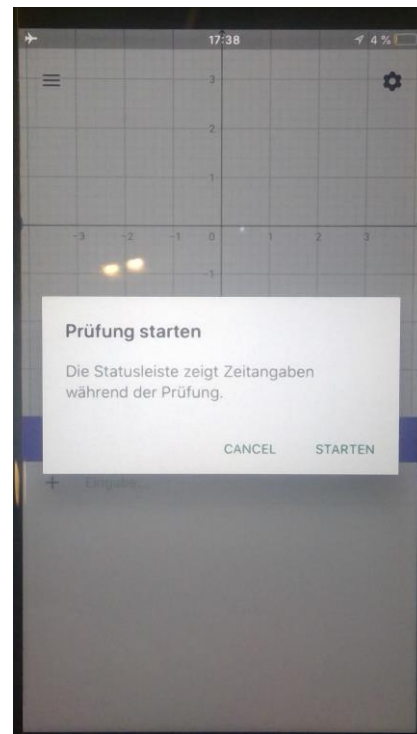 17:38 4 %
3
2
1
-3 -2 -1 0 1 2 3
-1
Prüfung starten
Die Statusleiste zeigt Zeitangaben
während der Prüfung.
CANCEL STARTEN
+ Eingabe...